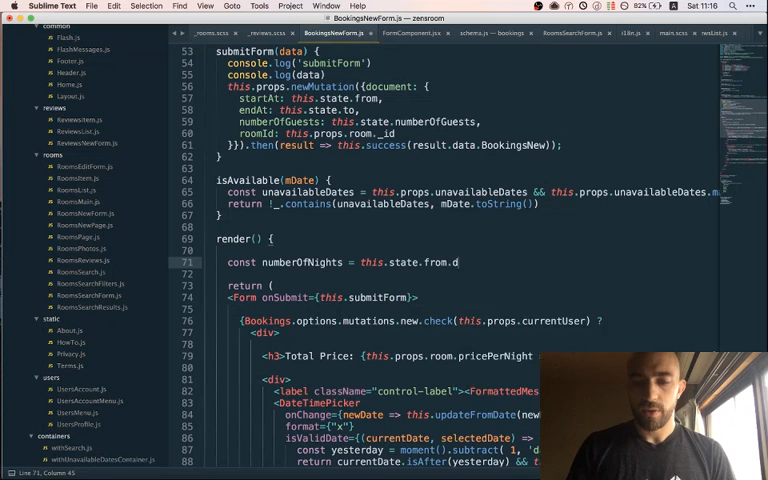 Sublime Text File Edit Selection Find View Goto Tools Project Window Help 82% Sat 11:16
BookingsNewForm.js — zensroom
_rooms.scss _reviews.scss BookingsNewForm.js FormComponent.jsx schema.js — bookings RoomsSearchForm.js i18n.js main.scss iewsList.js
common
Flash.js
FlashMessages.js
Footer.js
Header.js
Home.js
Layout.js
reviews
ReviewsItem.js
ReviewsList.js
ReviewsNewForm.js
rooms
RoomsEditForm.js
RoomsItem.js
RoomsList.js
RoomsMain.js
RoomsNewForm.js
RoomsNewPage.js
RoomsPage.js
RoomsPhotos.js
RoomsReviews.js
RoomsSearch.js
RoomsSearchFilters.js
RoomsSearchForm.js
RoomsSearchResults.js
static
About.js
HowTo.js
Privacy.js
Terms.js
users
UsersAccount.js
UsersAccountMenu.js
UsersMenu.js
UsersProfile.js
containers
withSearch.js
withUnavailableDatesContainer.js
53 submitForm(data) {
54 console.log('submitForm')
55 console.log(data)
56 this.props.newMutation({document: {
57 startAt: this.state.from,
58 endAt: this.state.to,
59 numberOfGuests: this.state.numberOfGuests,
60 roomId: this.props.room._id
61 }}).then(result => this.success(result.data.BookingsNew));
62 }
63
64 isAvailable(mDate) {
65 const unavailableDates = this.props.unavailableDates && this.props.unavailableDates.m
66 return !_.contains(unavailableDates, mDate.toString())
67 }
68
69 render() {
70
71 const numberOfNights = this.state.from.d
72
73 return (
74 <Form onSubmit={this.submitForm}>
75
76 {Bookings.options.mutations.new.check(this.props.currentUser) ?
77 <div>
78
79 <h3>Total Price: {this.props.room.pricePerNight
80
81 <div>
82 <label className="control-label"><FormattedMes
83 <DateTimePicker
84 onChange={newDate => this.updateFromDate(new
85 format={"x"}
86 isValidDate={(currentDate, selectedDate) =>
87 const yesterday = moment().subtract( 1, 'd
88 return currentDate.isAfter(yesterday) &&
Line 71, Column 45